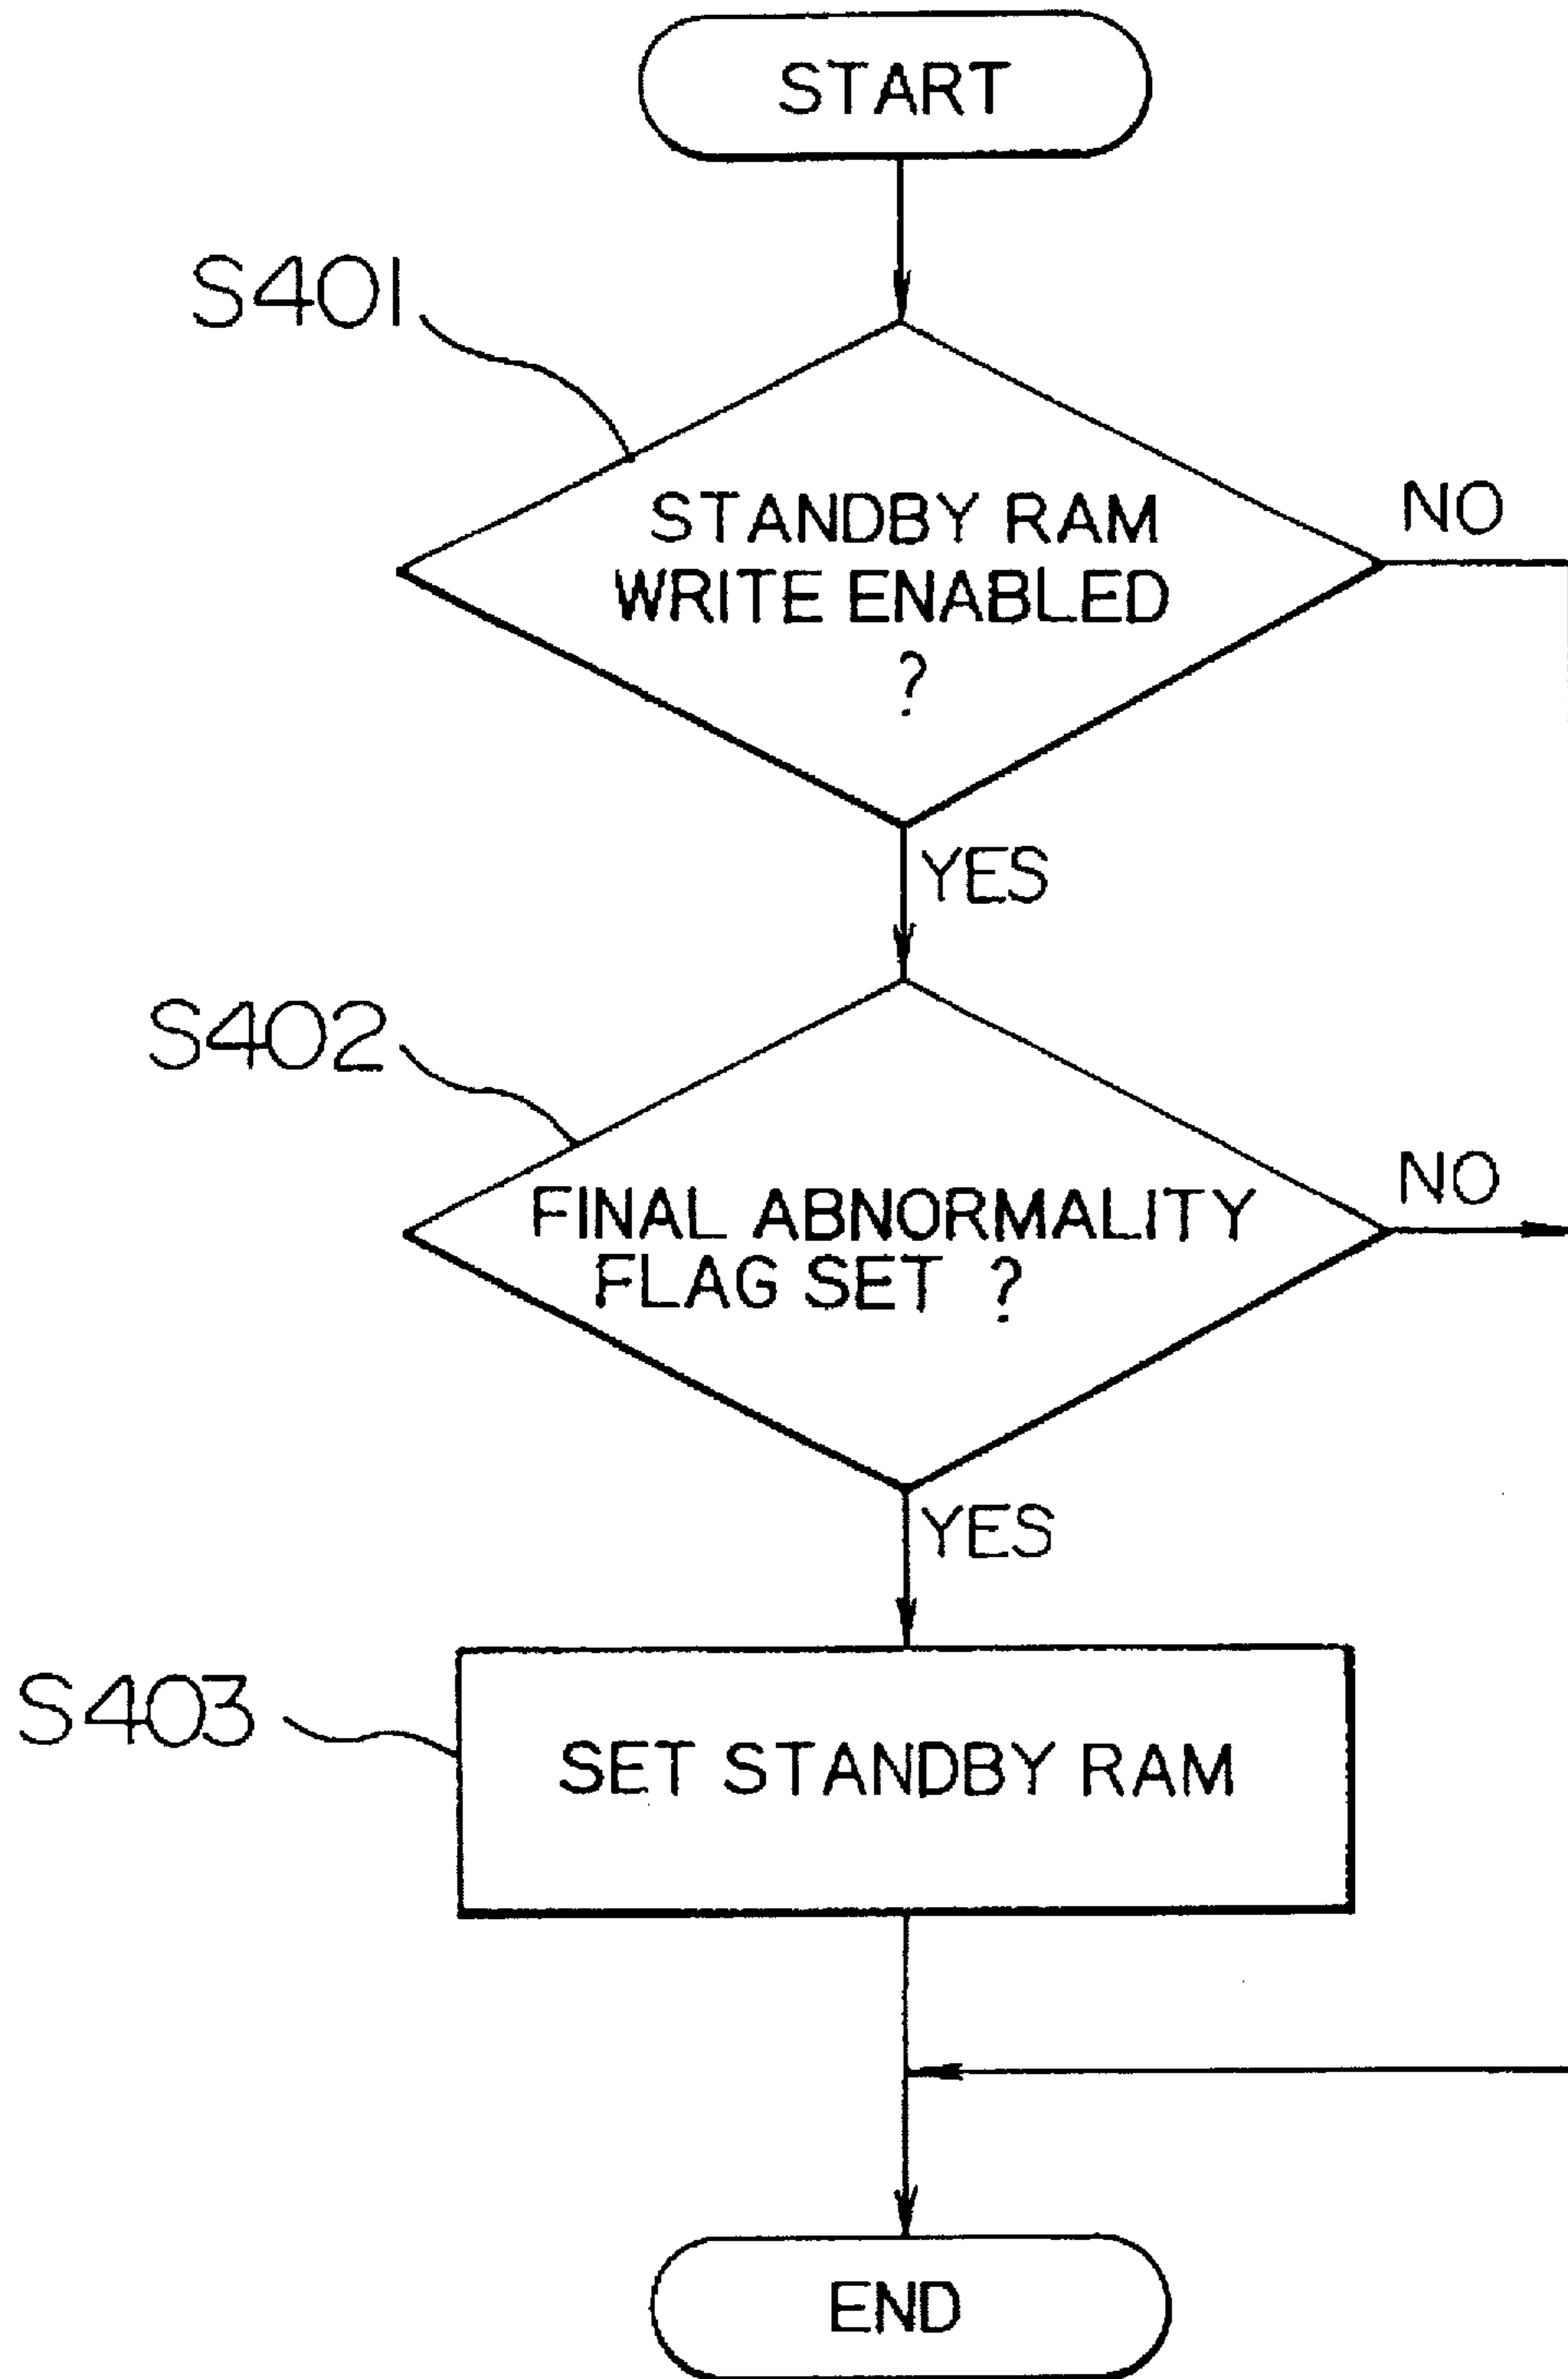 START
S401
STANDBY RAM
WRITE ENABLED
?
NO
YES
S402
FINAL ABNORMALITY
FLAG SET ?
NO
YES
S403
SET STANDBY RAM
END